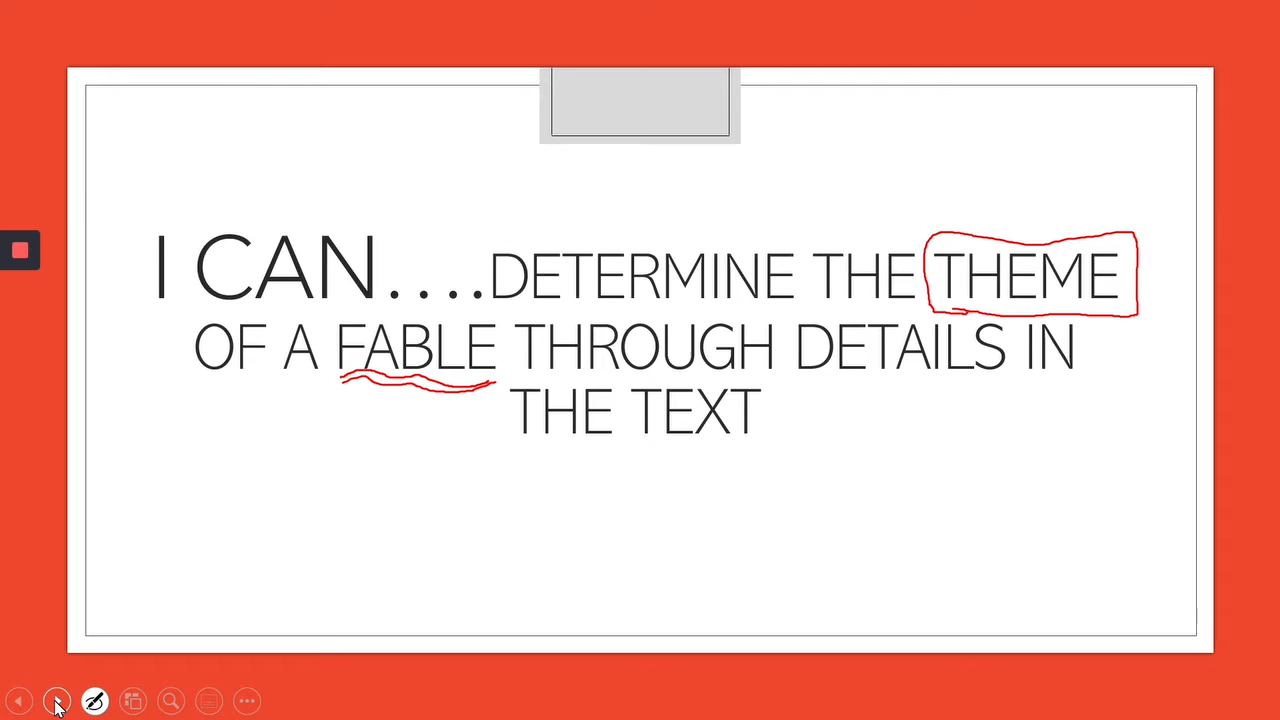 I CAN....DETERMINE THE THEME
OF A FABLE THROUGH DETAILS IN
THE TEXT